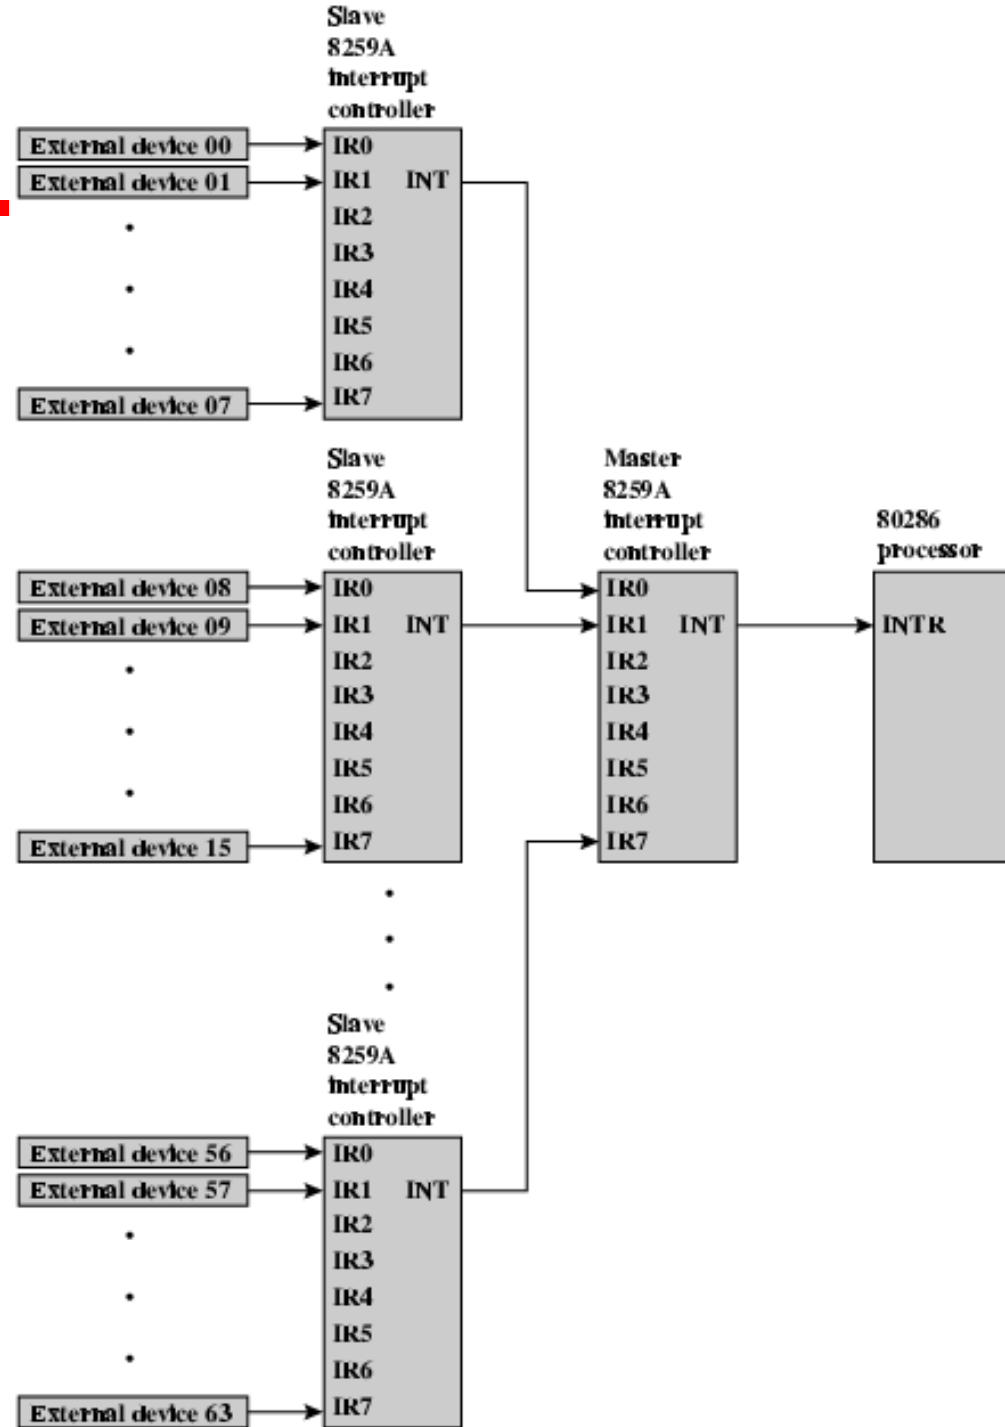 Slave
8259A
interrupt
controller
External device 00
IR0
External device 01
IR1 INT
IR2
IR3
IR4
IR5
IR6
External device 07
IR7
Slave
8259A
interrupt
controller
Master
8259A
interrupt
controller
80286
processor
External device 08
IR0
External device 09
IR1 INT
IR2
IR3
IR4
IR5
IR6
External device 15
IR7
IR0
IR1 INT
IR2
IR3
IR4
IR5
IR6
IR7
INTR
Slave
8259A
interrupt
controller
External device 56
IR0
External device 57
IR1 INT
IR2
IR3
IR4
IR5
IR6
External device 63
IR7